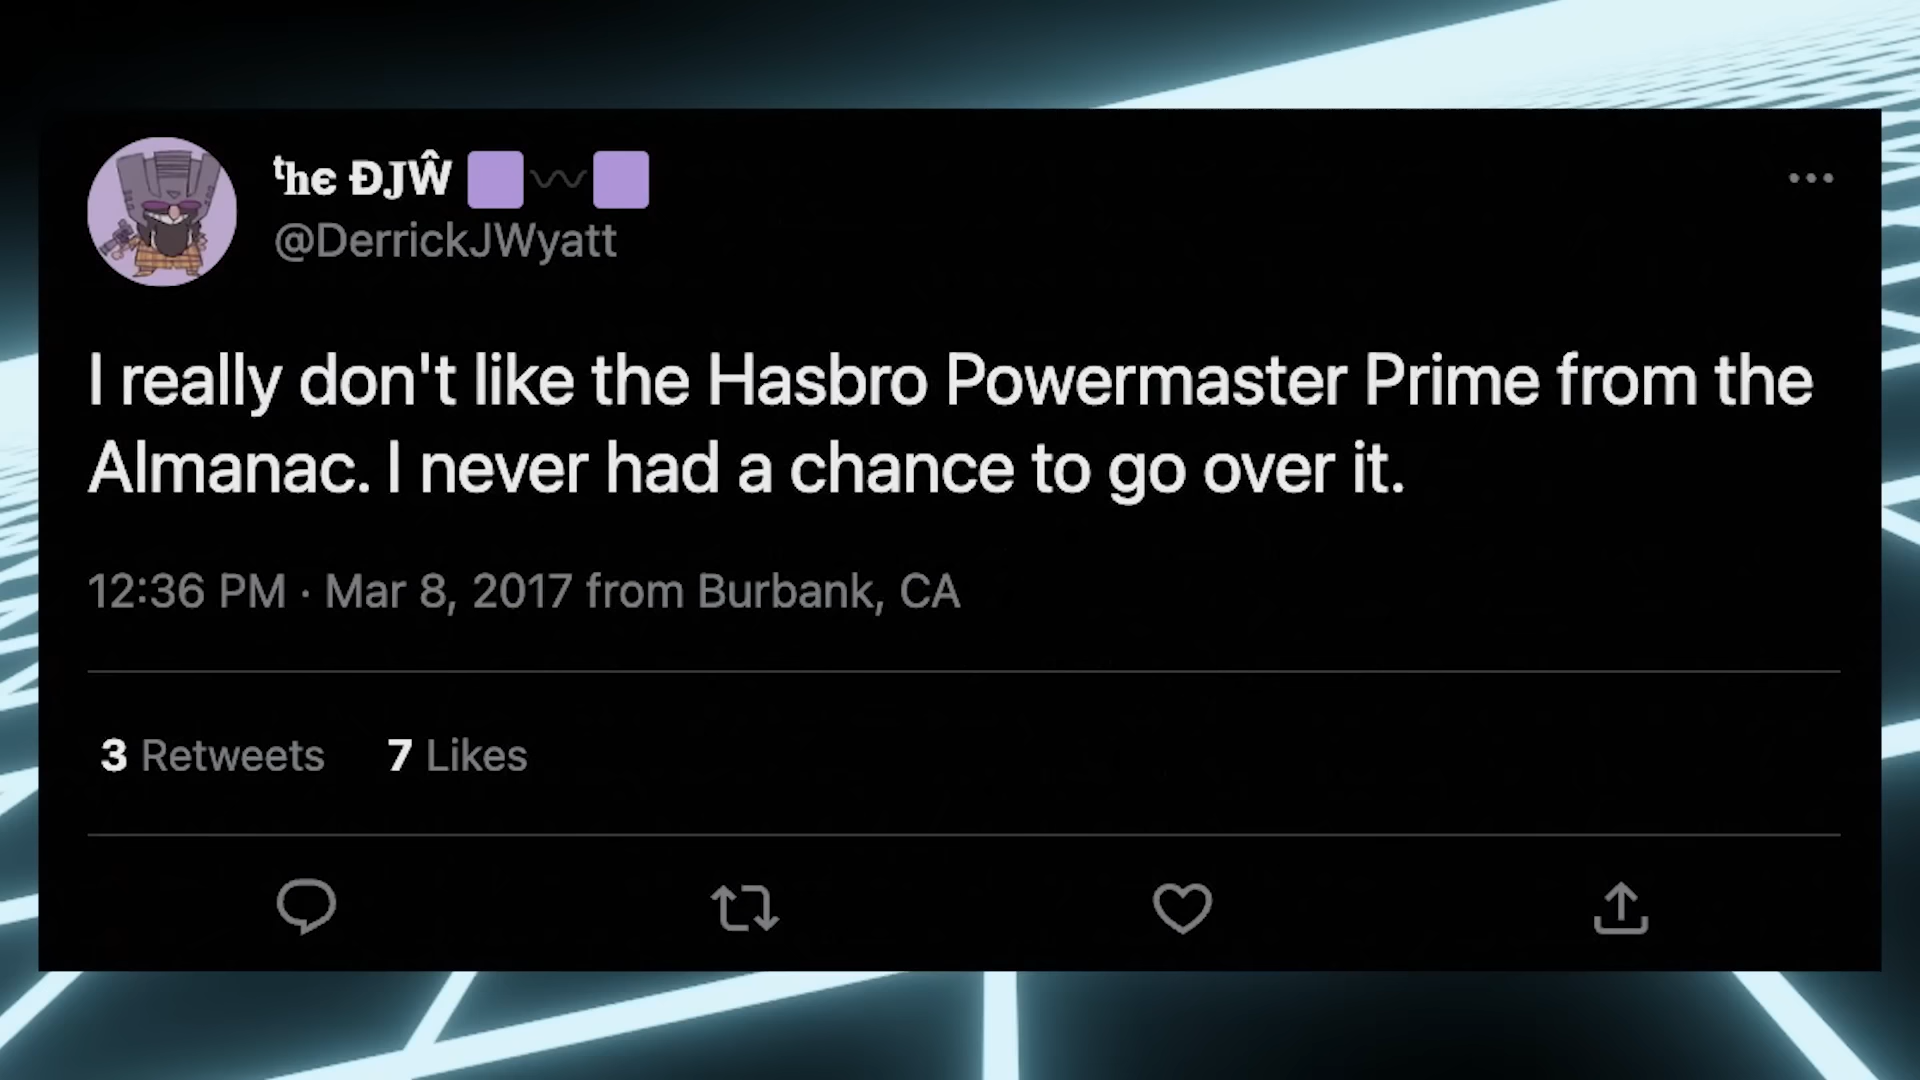 ᵗhє ĐJŴ 🟪〰🟪
@DerrickJWyatt
I really don't like the Hasbro Powermaster Prime from the
Almanac. I never had a chance to go over it.
12:36 PM · Mar 8, 2017 from Burbank, CA
3 Retweets 7 Likes